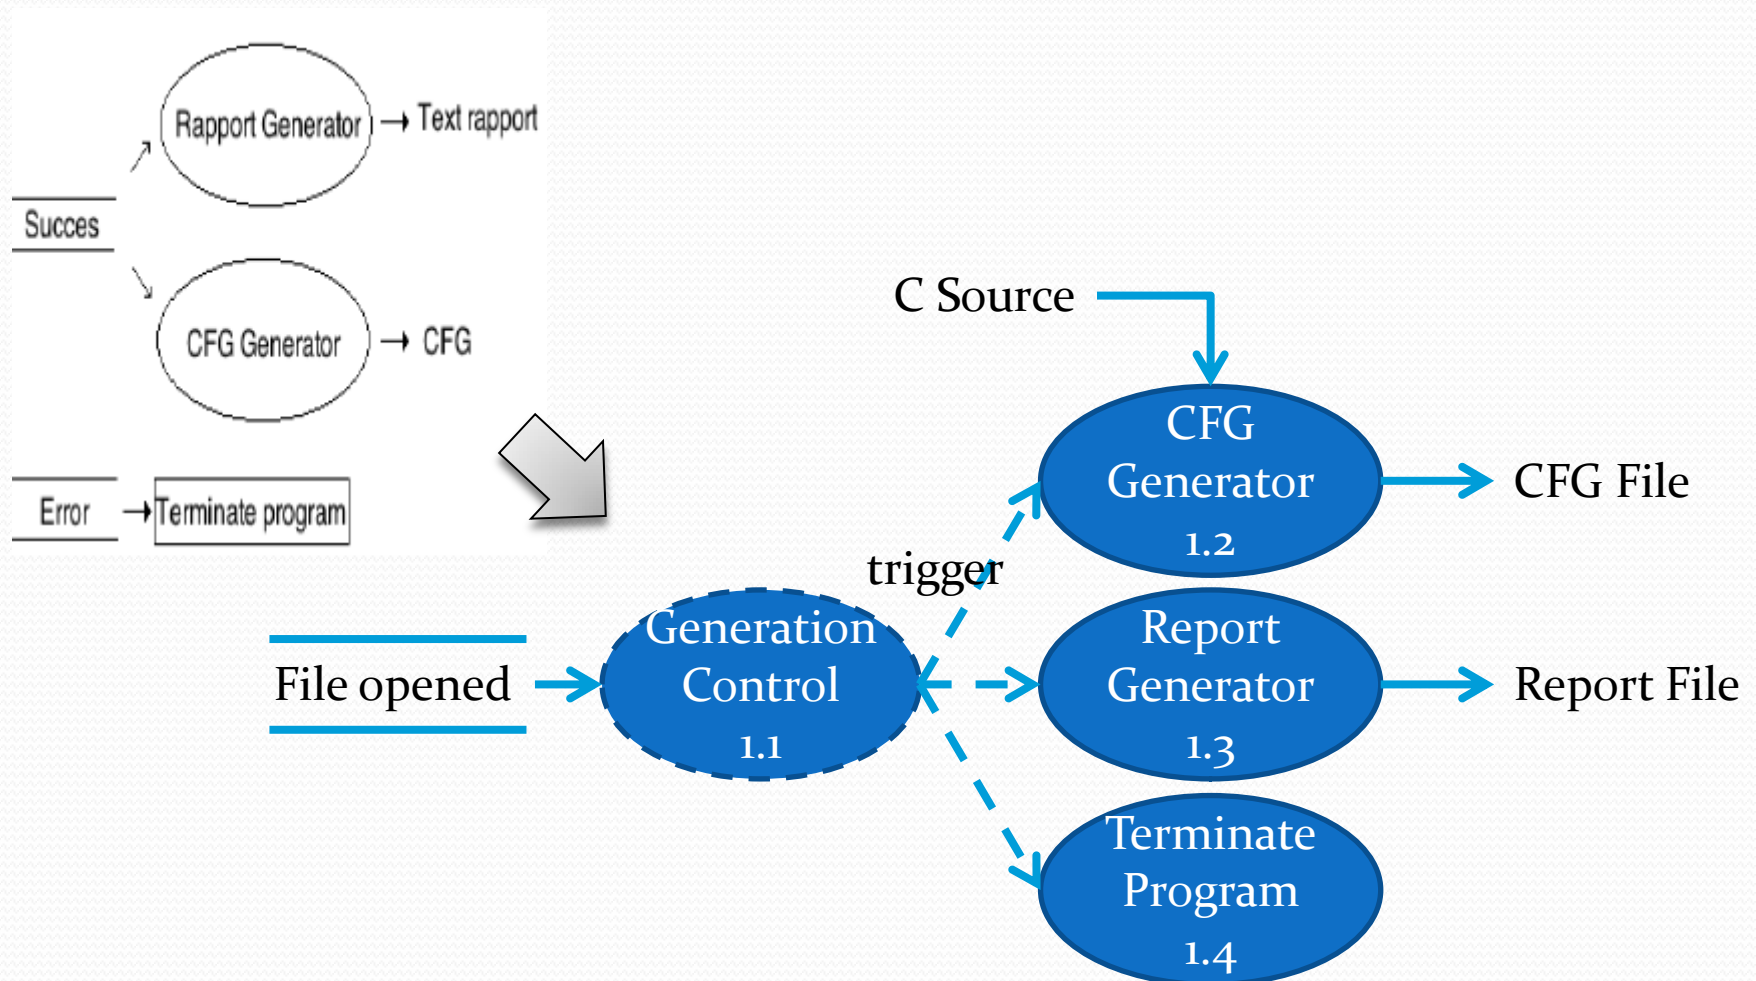 Rapport Generator
Text rapport
Succes
CFG Generator
CFG
Error
Terminate program
C Source
CFG
Generator
1.2
CFG File
trigger
File opened
Generation
Control
1.1
Report
Generator
1.3
Report File
Terminate
Program
1.4